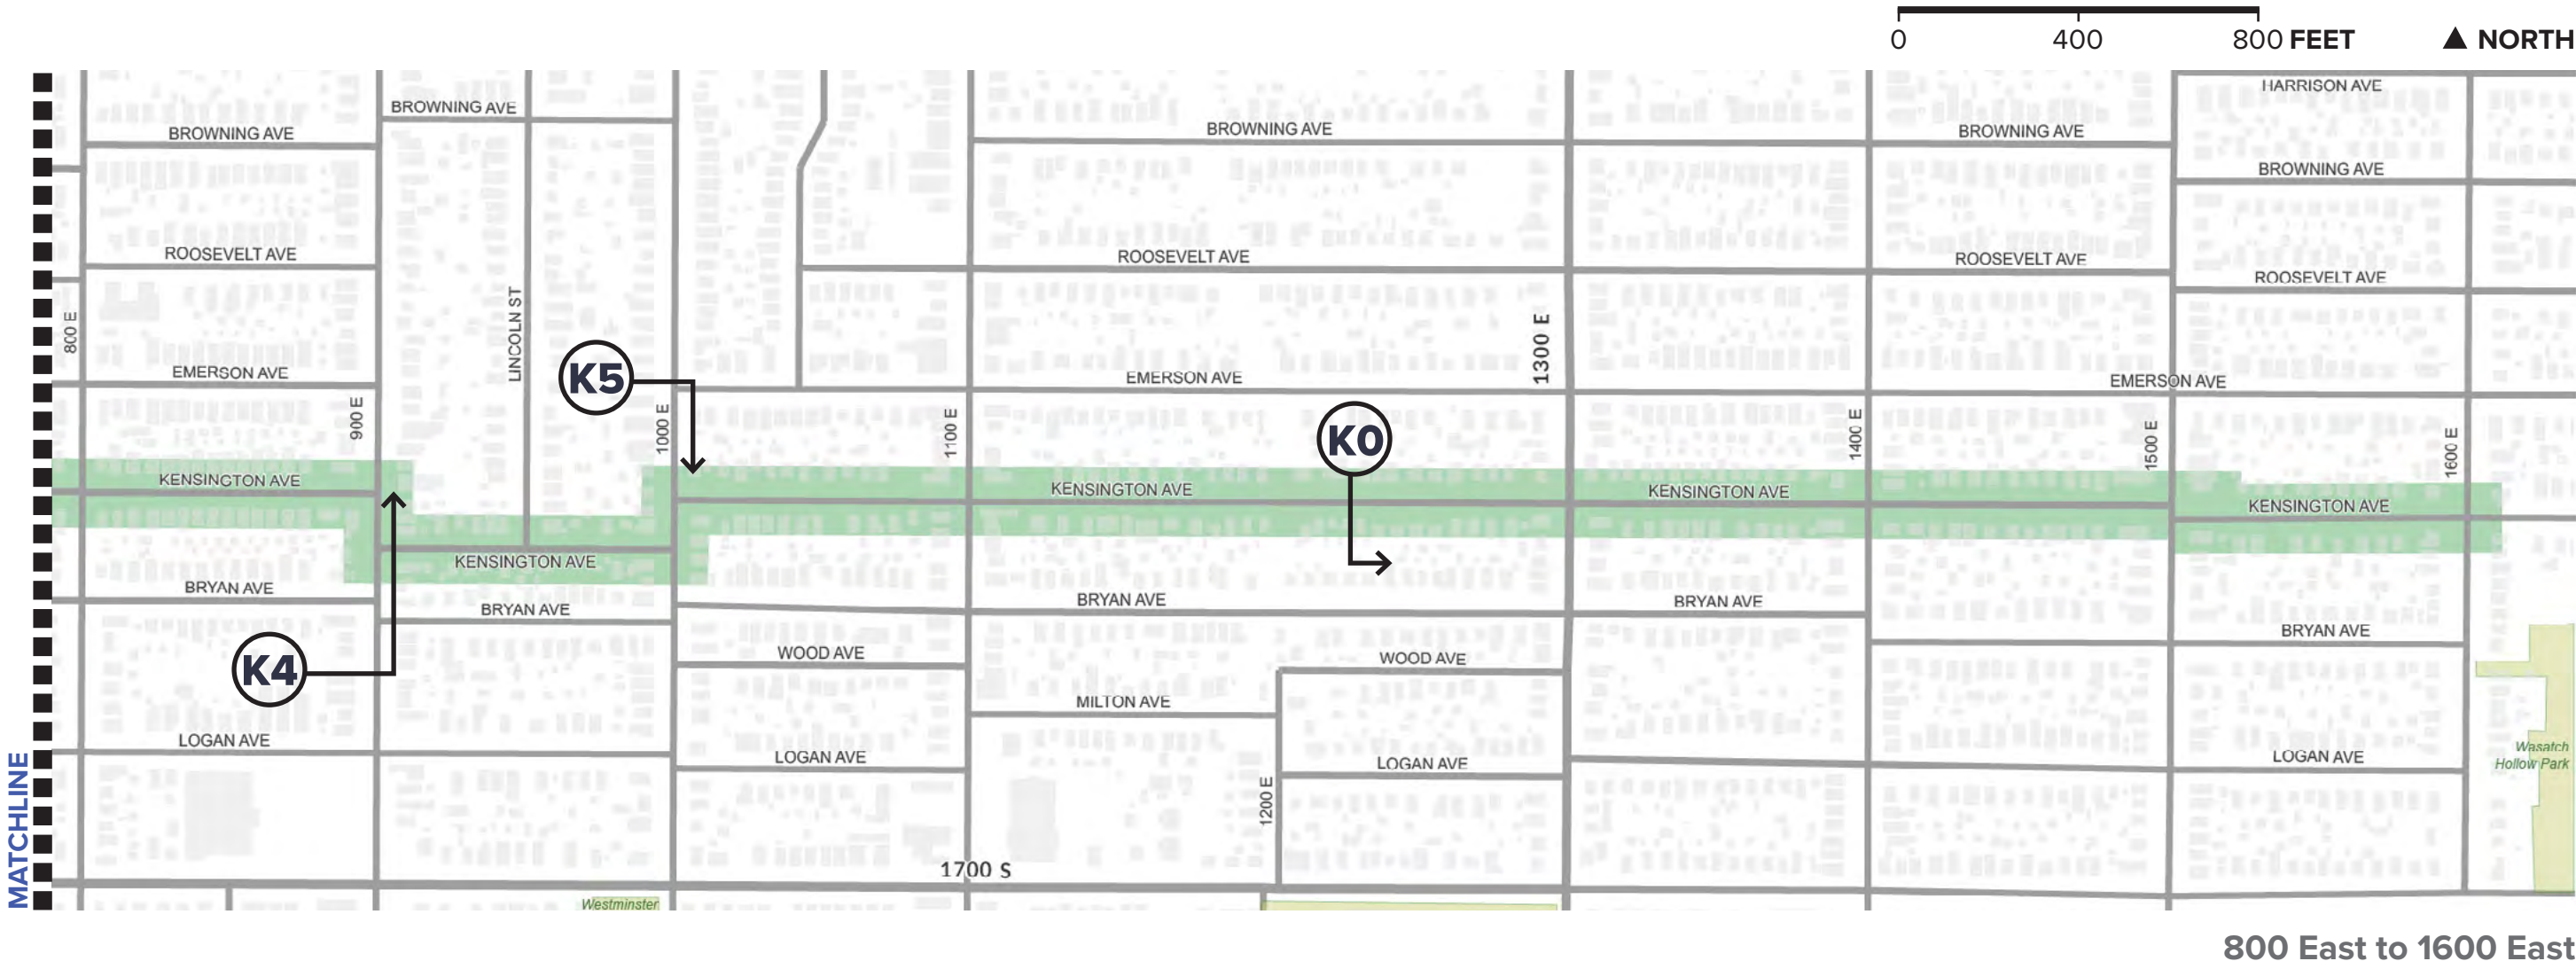 0 400 800 FEET ▲ NORTH
HARRISON AVE
BROWNING AVE
BROWNING AVE
BROWNING AVE
BROWNING AVE
BROWNING AVE
ROOSEVELT AVE
ROOSEVELT AVE
ROOSEVELT AVE
ROOSEVELT AVE
800 E
LINCOLN ST
1300 E
K5
EMERSON AVE
EMERSON AVE
EMERSON AVE
900 E
1000 E
1100 E
K0
1400 E
1500 E
1600 E
KENSINGTON AVE
KENSINGTON AVE
KENSINGTON AVE
KENSINGTON AVE
KENSINGTON AVE
BRYAN AVE
BRYAN AVE
BRYAN AVE
BRYAN AVE
BRYAN AVE
K4
WOOD AVE
WOOD AVE
MILTON AVE
LOGAN AVE
LOGAN AVE
LOGAN AVE
LOGAN AVE
Wasatch
Hollow Park
1200 E
MATCHLINE
1700 S
Westminster
800 East to 1600 East